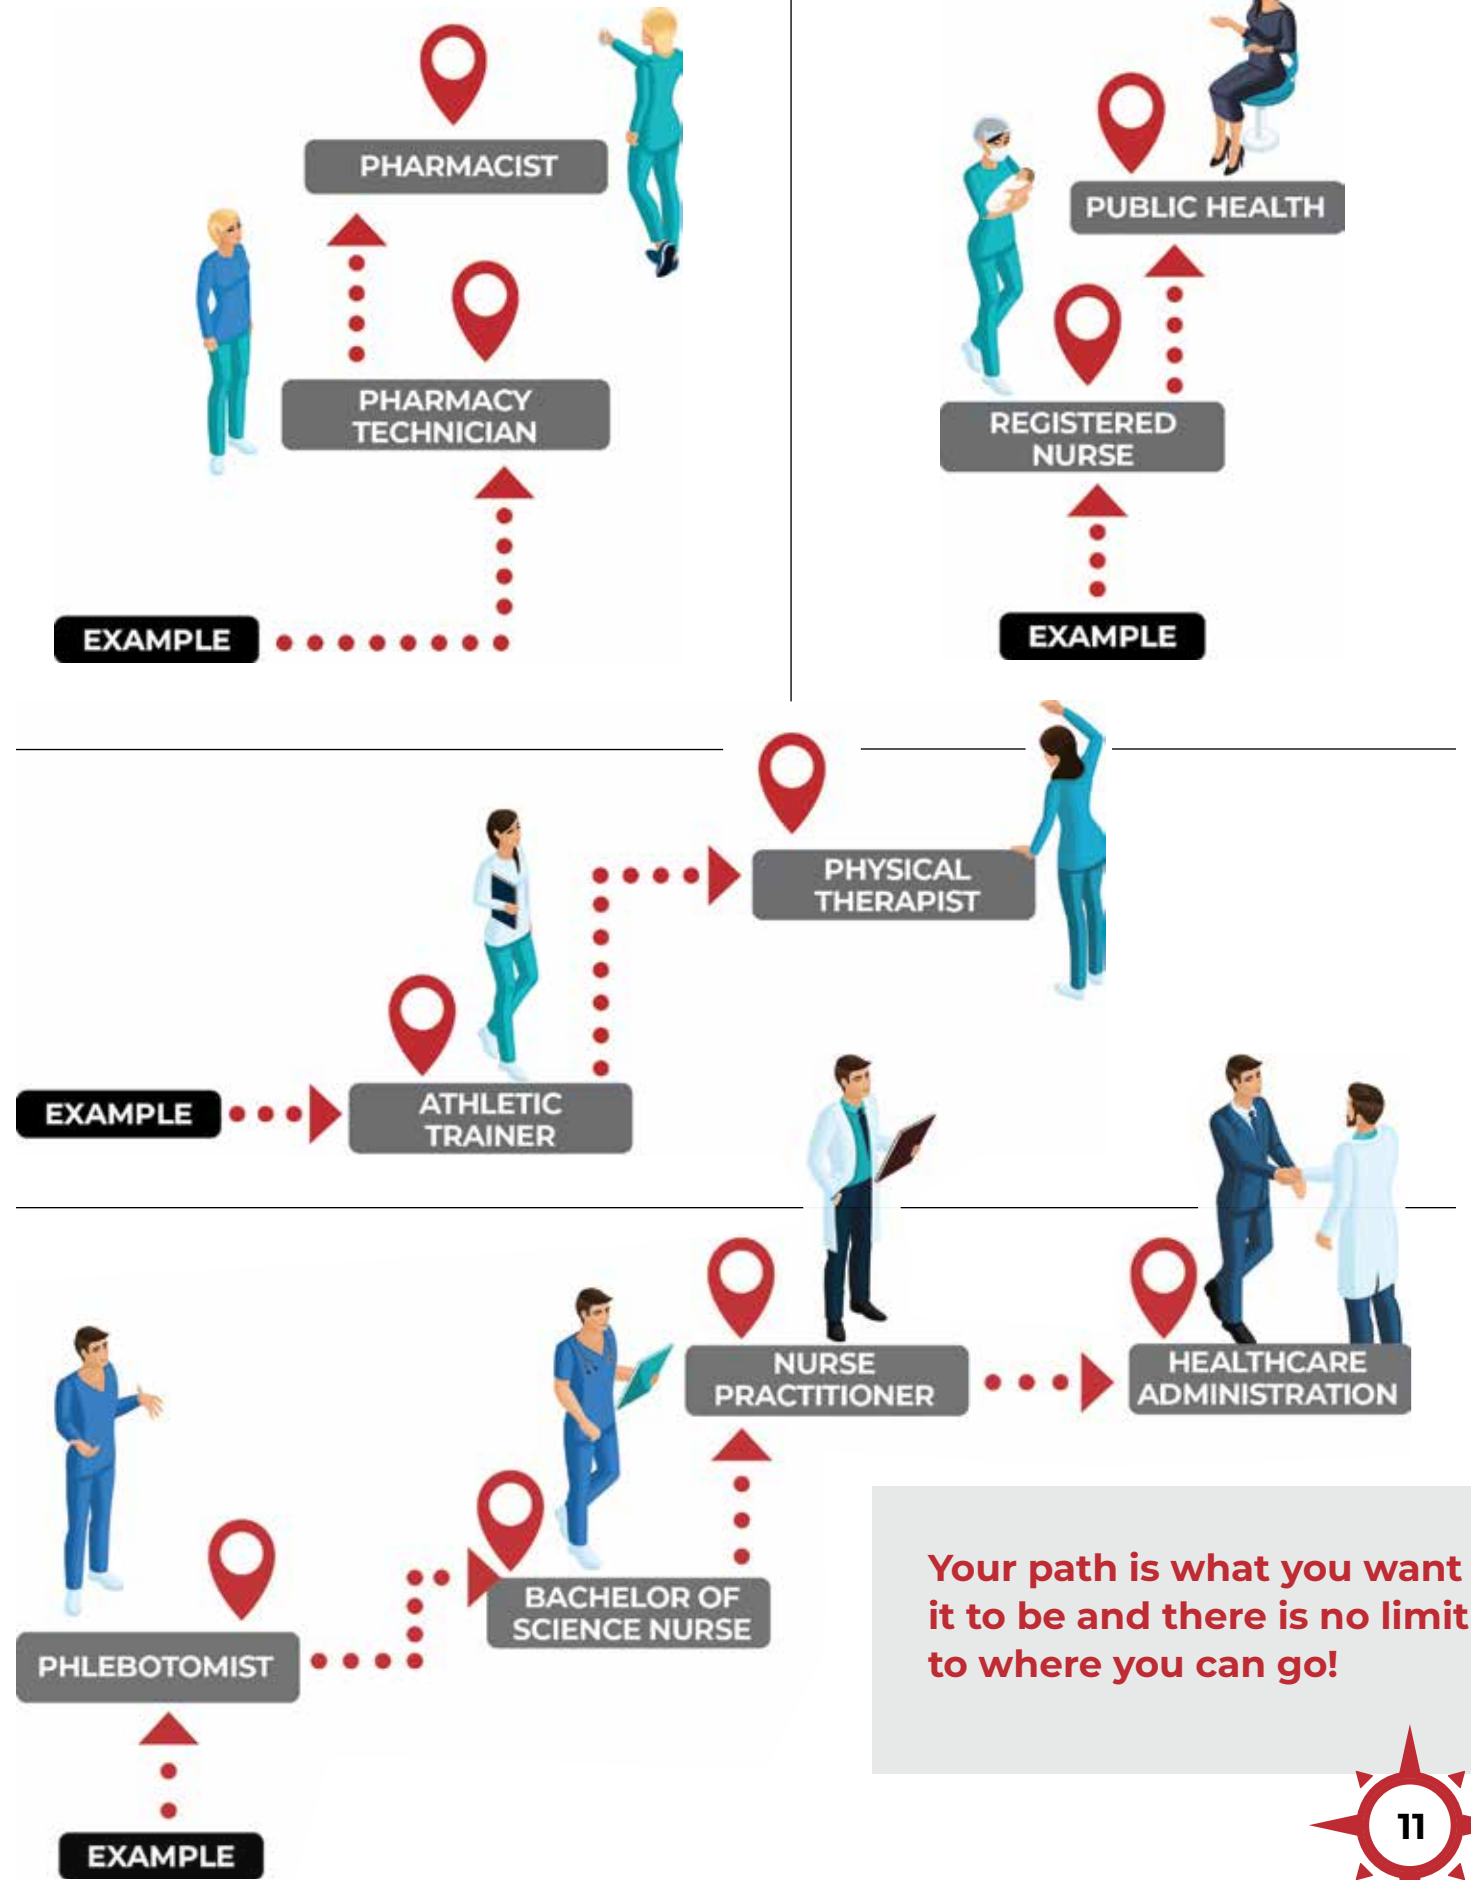 PHARMACIST
PHARMACY
TECHNICIAN
EXAMPLE
PUBLIC HEALTH
REGISTERED
NURSE
EXAMPLE
PHYSICAL
THERAPIST
ATHLETIC
TRAINER
EXAMPLE
NURSE
PRACTITIONER
HEALTHCARE
ADMINISTRATION
BACHELOR OF
SCIENCE NURSE
PHLEBOTOMIST
EXAMPLE
Your path is what you want
it to be and there is no limit
to where you can go!
11